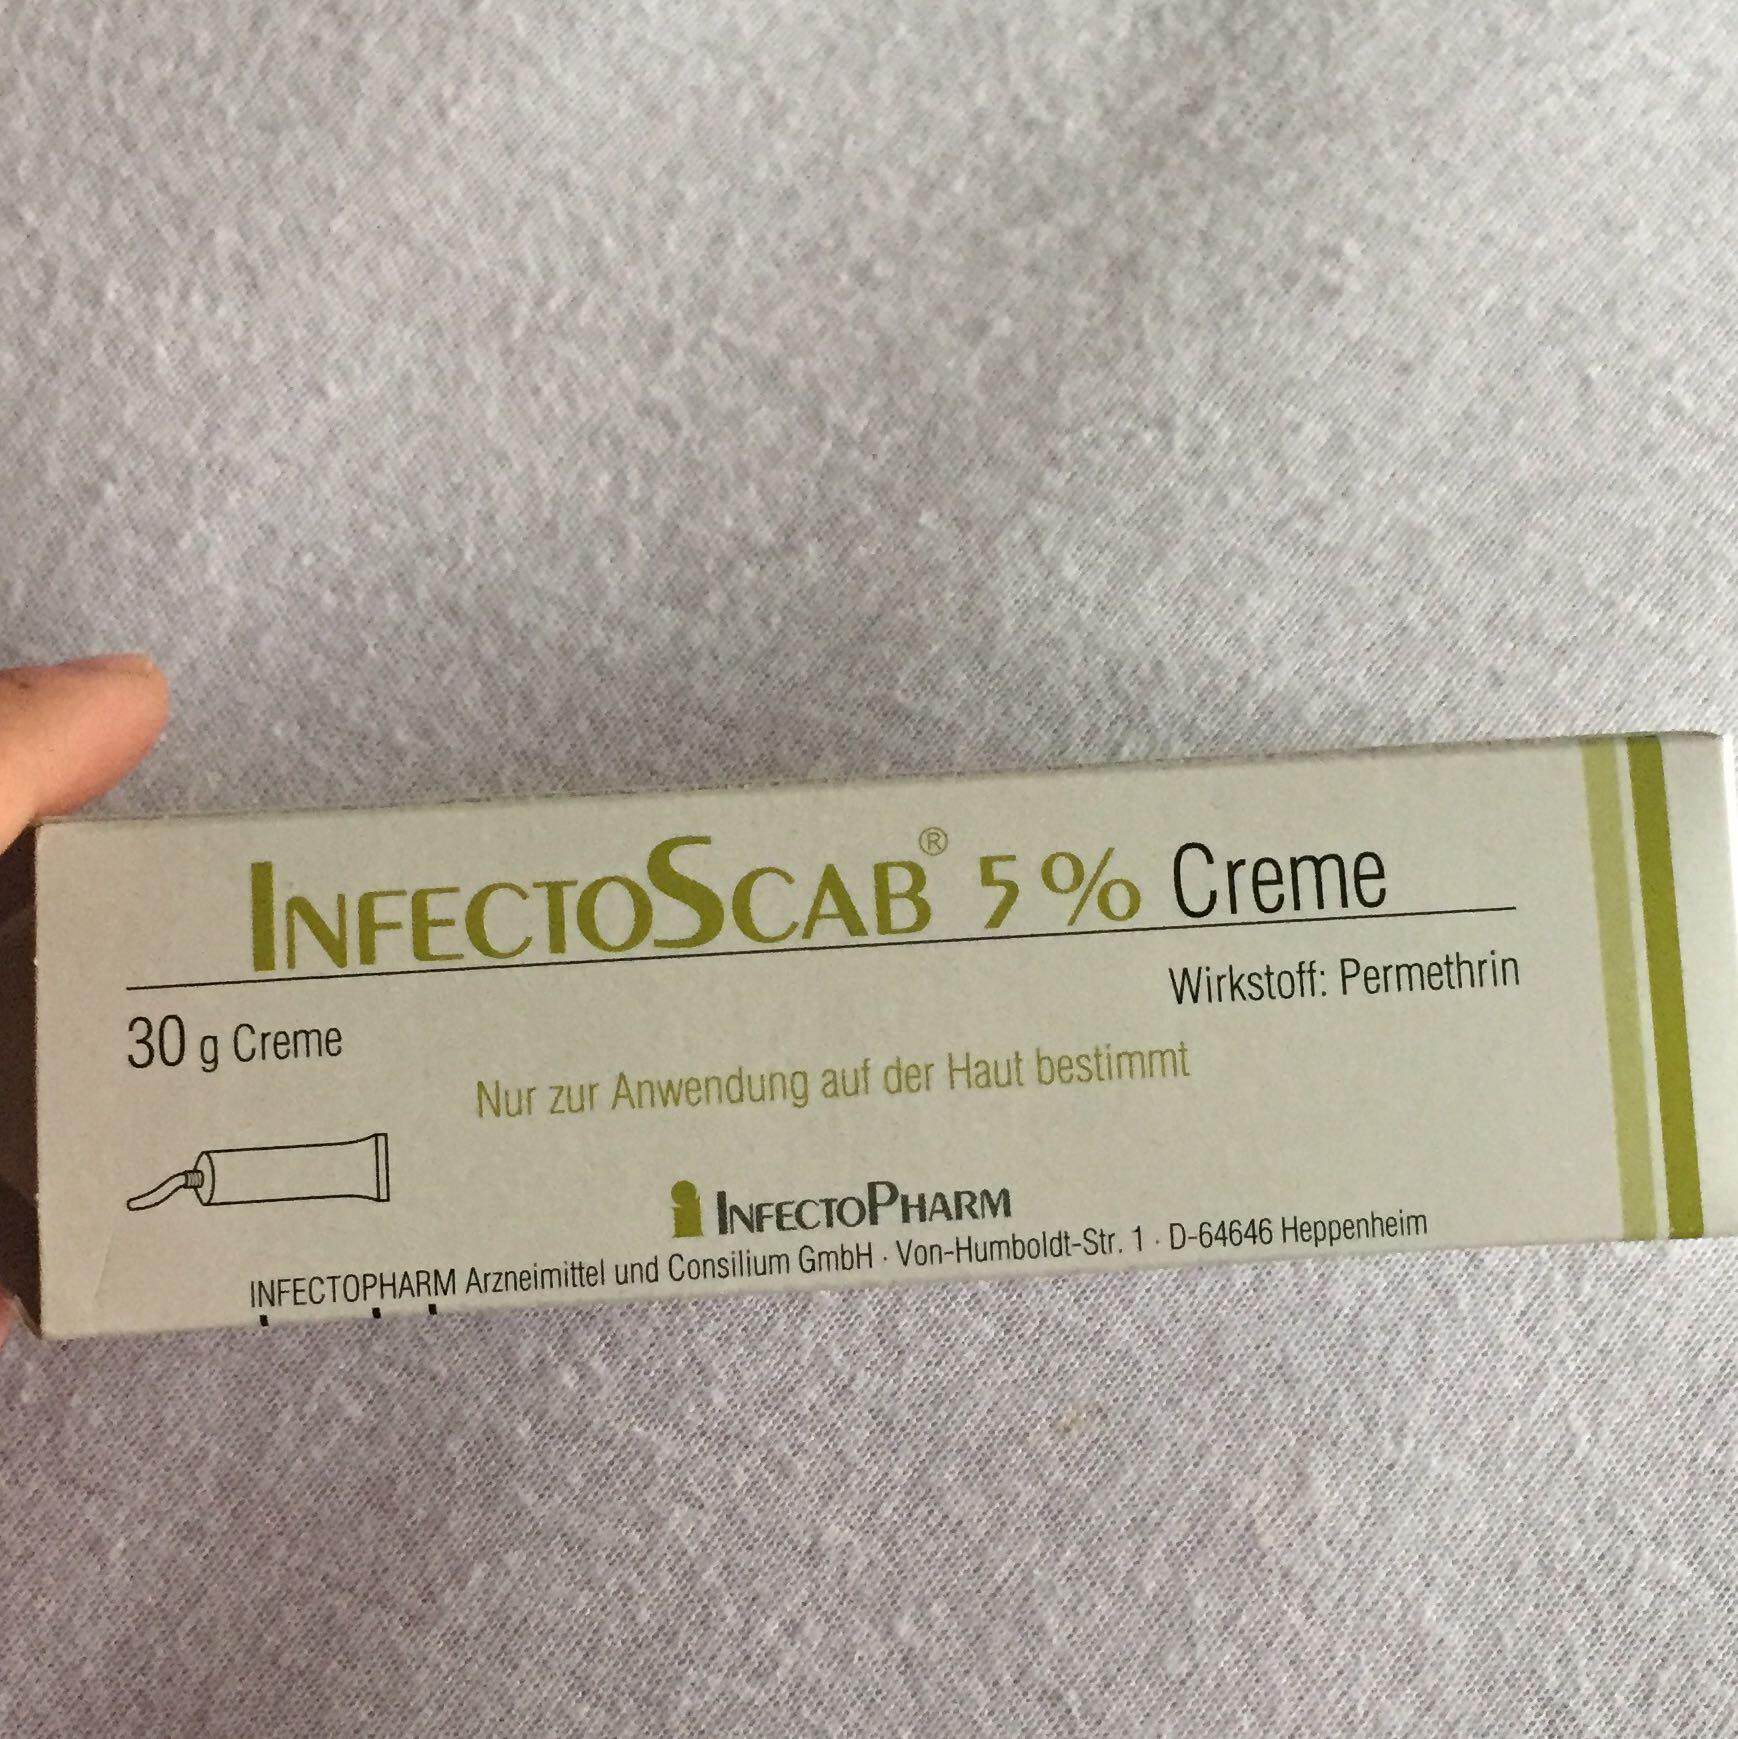 INFECTOSCAB® 5% Creme
Wirkstoff: Permethrin
30 g Creme
Nur zur Anwendung auf der Haut bestimmt
INFECTOPHARM
INFECTOPHARM Arzneimittel und Consilium GmbH · Von-Humboldt-Str. 1 · D-64646 Heppenheim